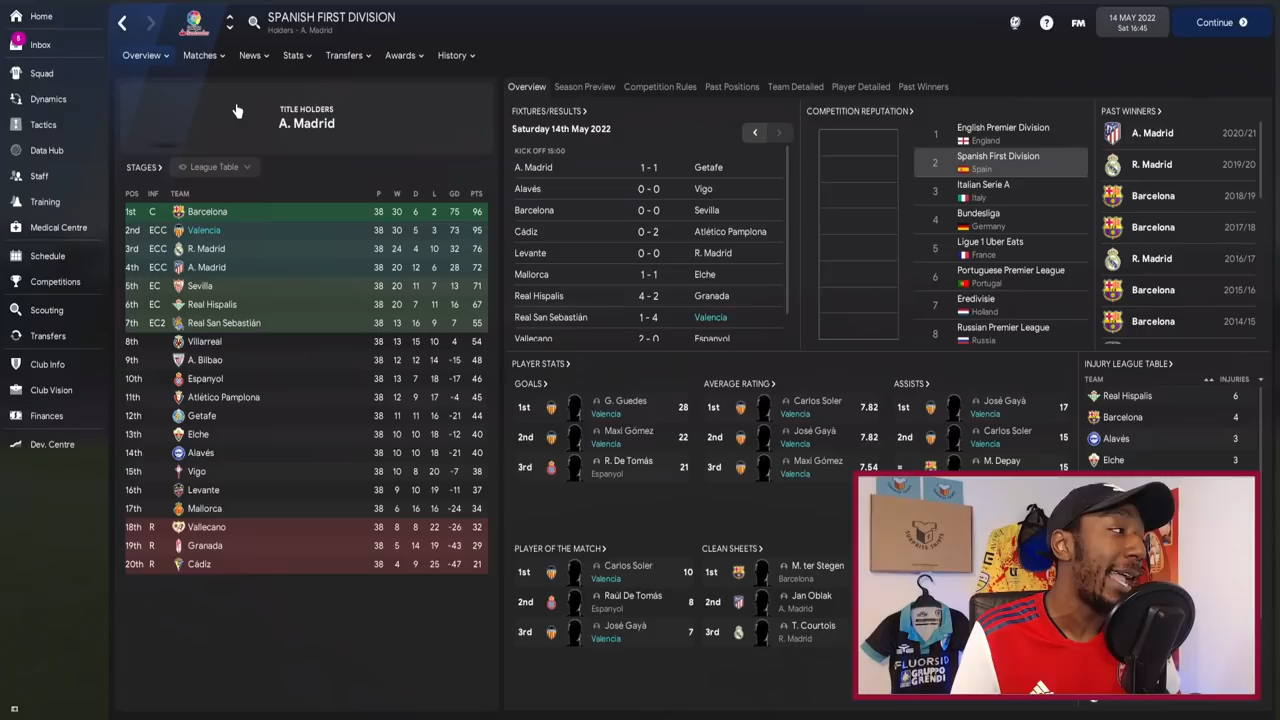 Home
8
Inbox
Squad
Dynamics
Tactics
Data Hub
Staff
Training
Medical Centre
Schedule
Competitions
Scouting
Transfers
Club Info
Club Vision
Finances
Dev. Centre
SPANISH FIRST DIVISION
Holders - A. Madrid
?
FM
14 MAY 2022
Sat 16:45
Continue
Overview Matches News Stats Transfers Awards History
TITLE HOLDERS
A. Madrid
STAGES League Table
POS INF TEAM P W D L GD PTS
1st C Barcelona 38 30 6 2 75 96
2nd ECC Valencia 38 30 5 3 73 95
3rd ECC R. Madrid 38 24 4 10 32 76
4th ECC A. Madrid 38 20 12 6 28 72
5th EC Sevilla 38 20 11 7 13 71
6th EC Real Hispalis 38 20 7 11 16 67
7th EC2 Real San Sebastián 38 13 16 9 7 55
8th Villarreal 38 15 9 14 4 54
9th A. Bilbao 38 12 12 14 -15 48
10th Espanyol 38 13 7 18 -17 46
11th Atlético Pamplona 38 12 9 17 -4 45
12th Getafe 38 11 11 16 -21 44
13th Elche 38 10 10 18 -12 40
14th Alavés 38 10 10 18 -21 40
15th Vigo 38 10 8 20 -7 38
16th Levante 38 9 10 19 -11 37
17th Mallorca 38 6 16 16 -24 34
18th R Vallecano 38 8 8 22 -26 32
19th R Granada 38 5 14 19 -43 29
20th R Cádiz 38 4 9 25 -47 21
Overview Season Preview Competition Rules Past Positions Team Detailed Player Detailed Past Winners
FIXTURES/RESULTS
Saturday 14th May 2022
KICK OFF 15:00
A. Madrid 1 - 1 Getafe
Alavés 0 - 0 Vigo
Barcelona 0 - 0 Sevilla
Cádiz 0 - 2 Atlético Pamplona
Levante 0 - 0 R. Madrid
Mallorca 1 - 1 Elche
Real Hispalis 4 - 2 Granada
Real San Sebastián 1 - 4 Valencia
Vallecano 2 - 0 Espanyol
COMPETITION REPUTATION
1 English Premier Division
England
2 Spanish First Division
Spain
3 Italian Serie A
Italy
4 Bundesliga
Germany
5 Ligue 1 Uber Eats
France
6 Portuguese Premier League
Portugal
7 Eredivisie
Holland
8 Russian Premier League
Russia
PAST WINNERS
A. Madrid 2020/21
R. Madrid 2019/20
Barcelona 2018/19
Barcelona 2017/18
R. Madrid 2016/17
Barcelona 2015/16
Barcelona 2014/15
PLAYER STATS
GOALS
1st G. Guedes 28
Valencia
2nd Maxi Gómez 22
Valencia
3rd R. De Tomás 21
Espanyol
AVERAGE RATING
1st Carlos Soler 7.82
Valencia
2nd José Gayà 7.82
Valencia
3rd Maxi Gómez 7.54
Valencia
ASSISTS
1st José Gayà 17
Valencia
2nd Carlos Soler 15
Valencia
= M. Depay 15
INJURY LEAGUE TABLE
TEAM INJURIES
Real Hispalis 6
Barcelona 4
Alavés 3
Elche 3
PLAYER OF THE MATCH
1st Carlos Soler 10
Valencia
2nd Raúl De Tomás 8
Espanyol
3rd José Gayà 7
Valencia
CLEAN SHEETS
1st M. ter Stegen
Barcelona
2nd Jan Oblak
A. Madrid
3rd T. Courtois
R. Madrid
SURPRISE SHIRTS
FLUORSID
GRUPPO
GRENDI